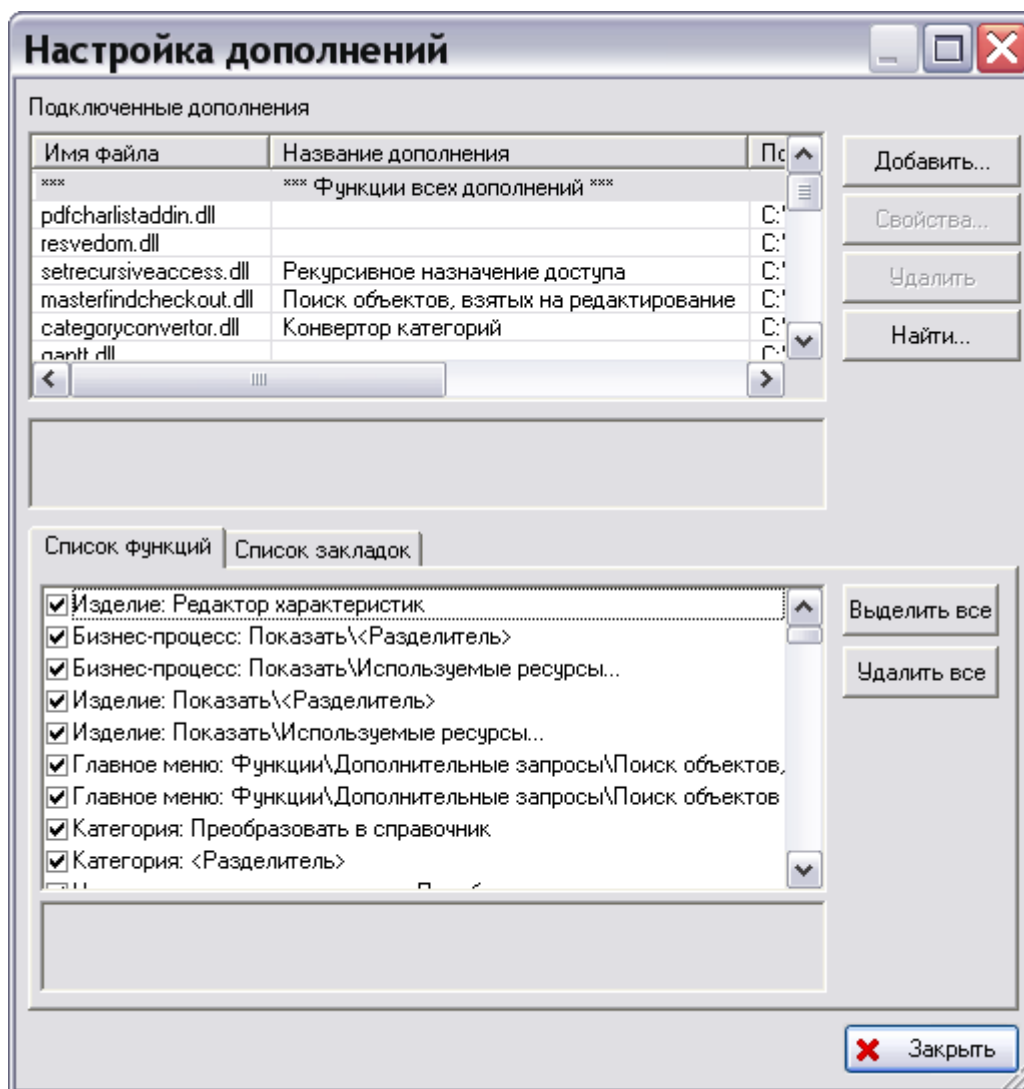 Настройка дополнений
Подключенные дополнения
Имя файла Название дополнения
*** *** Функции всех дополнений ***
pdfcharlistaddin.dll C:\
resvedom.dll C:\
setrecursiveaccess.dll Рекурсивное назначение доступа C:\
masterfindcheckout.dll Поиск объектов, взятых на редактирование C:\
categoryconvertor.dll Конвертор категорий C:\
gantt.dll C:\
Добавить...
Свойства...
Удалить
Найти...
Список функций Список закладок
Изделие: Редактор характеристик
Бизнес-процесс: Показать\<Разделитель>
Бизнес-процесс: Показать\Используемые ресурсы...
Изделие: Показать\<Разделитель>
Изделие: Показать\Используемые ресурсы...
Главное меню: Функции\Дополнительные запросы\Поиск объектов,
Главное меню: Функции\Дополнительные запросы\Поиск объектов
Категория: Преобразовать в справочник
Категория: <Разделитель>
Выделить все
Удалить все
Закрыть